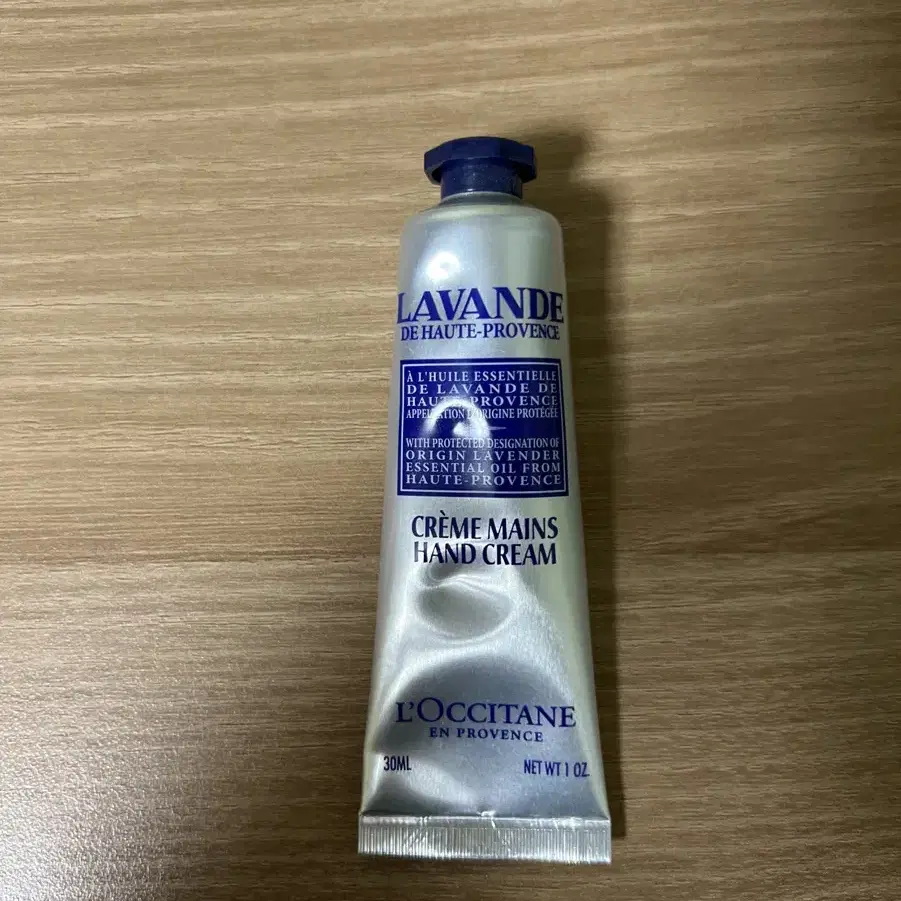 LAVANDE
DE HAUTE-PROVENCE
À L'HUILE ESSENTIELLE
DE LAVANDE DE
HAUTE-PROVENCE
APPELLATION D'ORIGINE PROTÉGÉE
WITH PROTECTED DESIGNATION OF
ORIGIN LAVENDER
ESSENTIAL OIL FROM
HAUTE-PROVENCE
CRÈME MAINS
HAND CREAM
L'OCCITANE
EN PROVENCE
30ML NET WT 1 OZ.